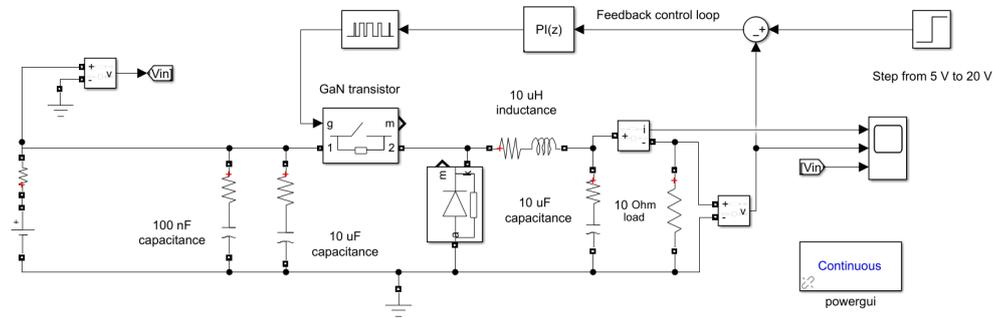 Feedback control loop
PI(z)
Step from 5 V to 20 V
+
-
v
[Vin]
GaN transistor
g
m
1
2
10 uH
inductance
+
-
i
[Vin]
m
k
a
100 nF
capacitance
10 uF
capacitance
10 uF
capacitance
10 Ohm
load
+
-
v
+
Continuous
powergui